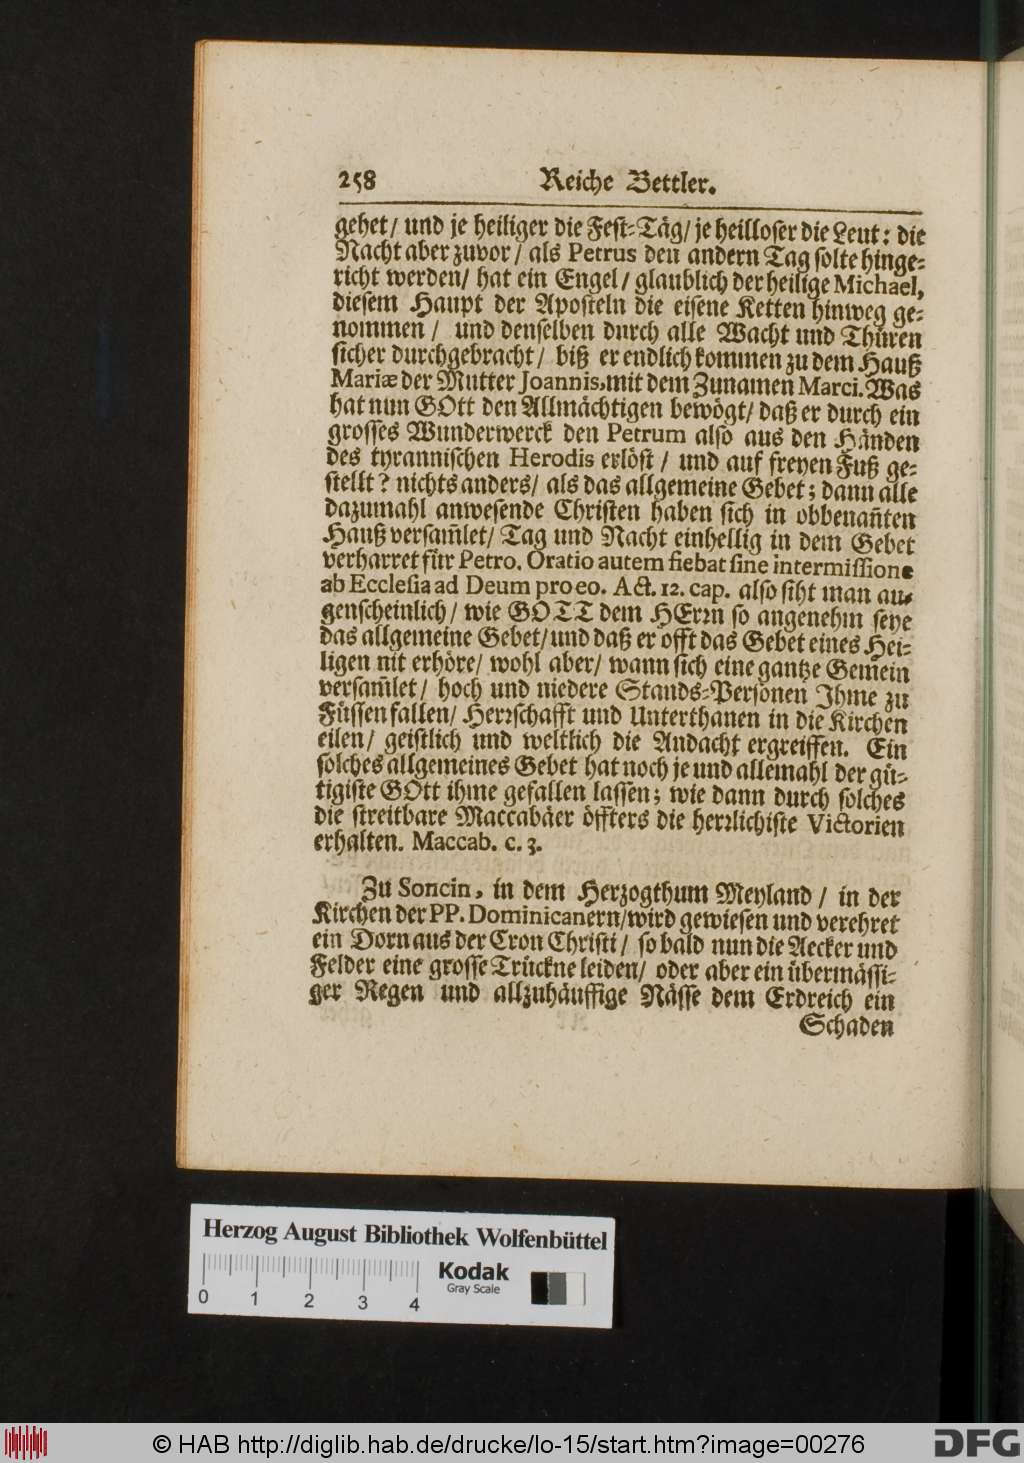 258 Reiche Bettler.
gehet/ und je heiliger die Fest-Täg/ je heilloser die Leut: die
Nacht aber zuvor/ als Petrus den andern Tag solte hinge-
richt werden/ hat ein Engel/ glaublich der heilige Michael,
diesem Haupt der Aposteln die eisene Ketten hinweg ge-
nommen/ und denselben durch alle Wacht und Thüren
sicher durchgebracht/ biß er endlich kommen zu dem Hauß
Mariæ der Mutter Joannis, mit dem Zunamen Marci. Was
hat nun GOtt den Allmächtigen bewögt/ daß er durch ein
grosses Wunderwerck den Petrum also aus den Händen
des tyrannischen Herodis erlöst/ und auf freyen Fuß ge-
stellt? nichts anders/ als das allgemeine Gebet; dann alle
dazumahl anwesende Christen haben sich in obbenañten
Hauß versam̃let/ Tag und Nacht einhellig in dem Gebet
verharret für Petro. Oratio autem fiebat sine intermissione
ab Ecclesia ad Deum pro eo. Act. 12. cap. also siht man au-
genscheinlich/ wie GOTT dem HErrn so angenehm seye
das allgemeine Gebet/ und daß er offt das Gebet eines Hei-
ligen nit erhöre/ wohl aber/ wann sich eine gantze Gemein
versam̃let/ hoch und niedere Stands-Personen Ihme zu
Füssen fallen/ Herrschafft und Unterthanen in die Kirchen
eilen/ geistlich und weltlich die Andacht ergreiffen. Ein
solches allgemeines Gebet hat noch je und allemahl der gü-
tigiste GOtt ihme gefallen lassen; wie dann durch solches
die streitbare Maccabäer öffters die herrlichiste Victorien
erhalten. Maccab. c. 3.
Zu Soncin, in dem Herzogthum Meyland/ in der
Kirchen der PP. Dominicanern/ wird gewiesen und verehret
ein Dorn aus der Cron Christi/ so bald nun die Aecker und
Felder eine grosse Trückne leiden/ oder aber ein übermässi-
ger Regen und allzuhäuffige Nässe dem Erdreich ein
Schaden
Herzog August Bibliothek Wolfenbüttel
Kodak
Gray Scale
0 1 2 3 4
© HAB http://diglib.hab.de/drucke/lo-15/start.htm?image=00276
DFG